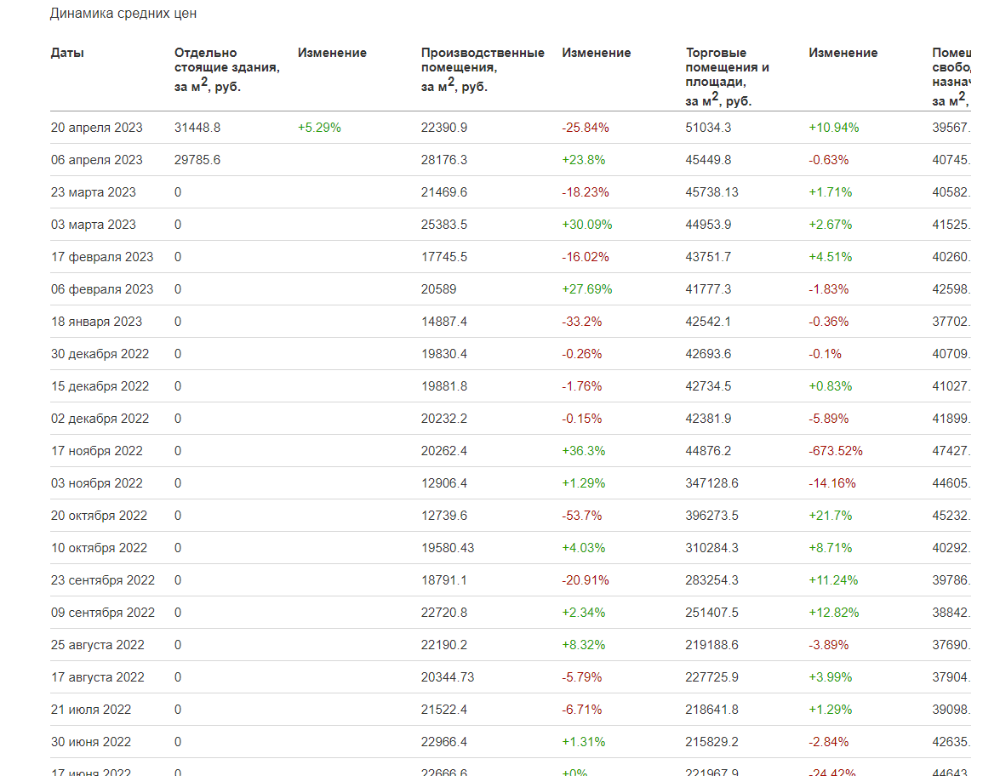 Динамика средних цен
Даты Отдельно Изменение Производственные Изменение Торговые Изменение
стоящие здания, помещения, помещения и
за м2, руб. за м2, руб. площади,
за м2, руб. за м2,
20 апреля 2023 31448.8 +5.29% 22390.9 -25.84% 51034.3 +10.94% 39567.
06 апреля 2023 29785.6 28176.3 +23.8% 45449.8 -0.63% 40745.
23 марта 2023 0 21469.6 -18.23% 45738.13 +1.71% 40582.
03 марта 2023 0 25383.5 +30.09% 44953.9 +2.67% 41525.
17 февраля 2023 0 17745.5 -16.02% 43751.7 +4.51% 40260.
06 февраля 2023 0 20589 +27.69% 41777.3 -1.83% 42598.
18 января 2023 0 14887.4 -33.2% 42542.1 -0.36% 37702.
30 декабря 2022 0 19830.4 -0.26% 42693.6 -0.1% 40709.
15 декабря 2022 0 19881.8 -1.76% 42734.5 +0.83% 41027.
02 декабря 2022 0 20232.2 -0.15% 42381.9 -5.89% 41899.
17 ноября 2022 0 20262.4 +36.3% 44876.2 -673.52% 47427.
03 ноября 2022 0 12906.4 +1.29% 347128.6 -14.16% 44605.
20 октября 2022 0 12739.6 -53.7% 396273.5 +21.7% 45232.
10 октября 2022 0 19580.43 +4.03% 310284.3 +8.71% 40292.
23 сентября 2022 0 18791.1 -20.91% 283254.3 +11.24% 39786.
09 сентября 2022 0 22720.8 +2.34% 251407.5 +12.82% 38842.
25 августа 2022 0 22190.2 +8.32% 219188.6 -3.89% 37690.
17 августа 2022 0 20344.73 -5.79% 227725.9 +3.99% 37904.
21 июля 2022 0 21522.4 -6.71% 218641.8 +1.29% 39098.
30 июня 2022 0 22966.4 +1.31% 215829.2 -2.84% 42635.
17 июня 2022 0 22666.6 +0% 221967.9 -24.42% 44643.